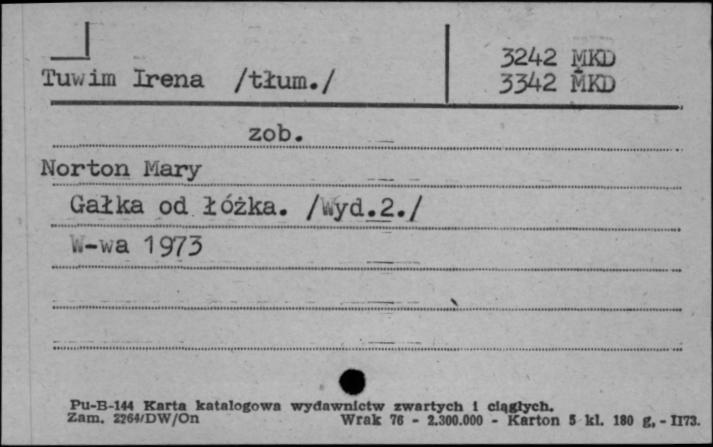 3242 MKD
Tuwim Irena /tłum./ 3342 MKD
zob.
Norton Mary
Gałka od łóżka. /Wyd.2./
W-wa 1973
Pu-B-144 Karta katalogowa wydawnictw zwartych i ciągłych.
Zam. 2264/DW/On Wrak 76 - 2.300.000 - Karton 5 kl. 180 g. - II73.